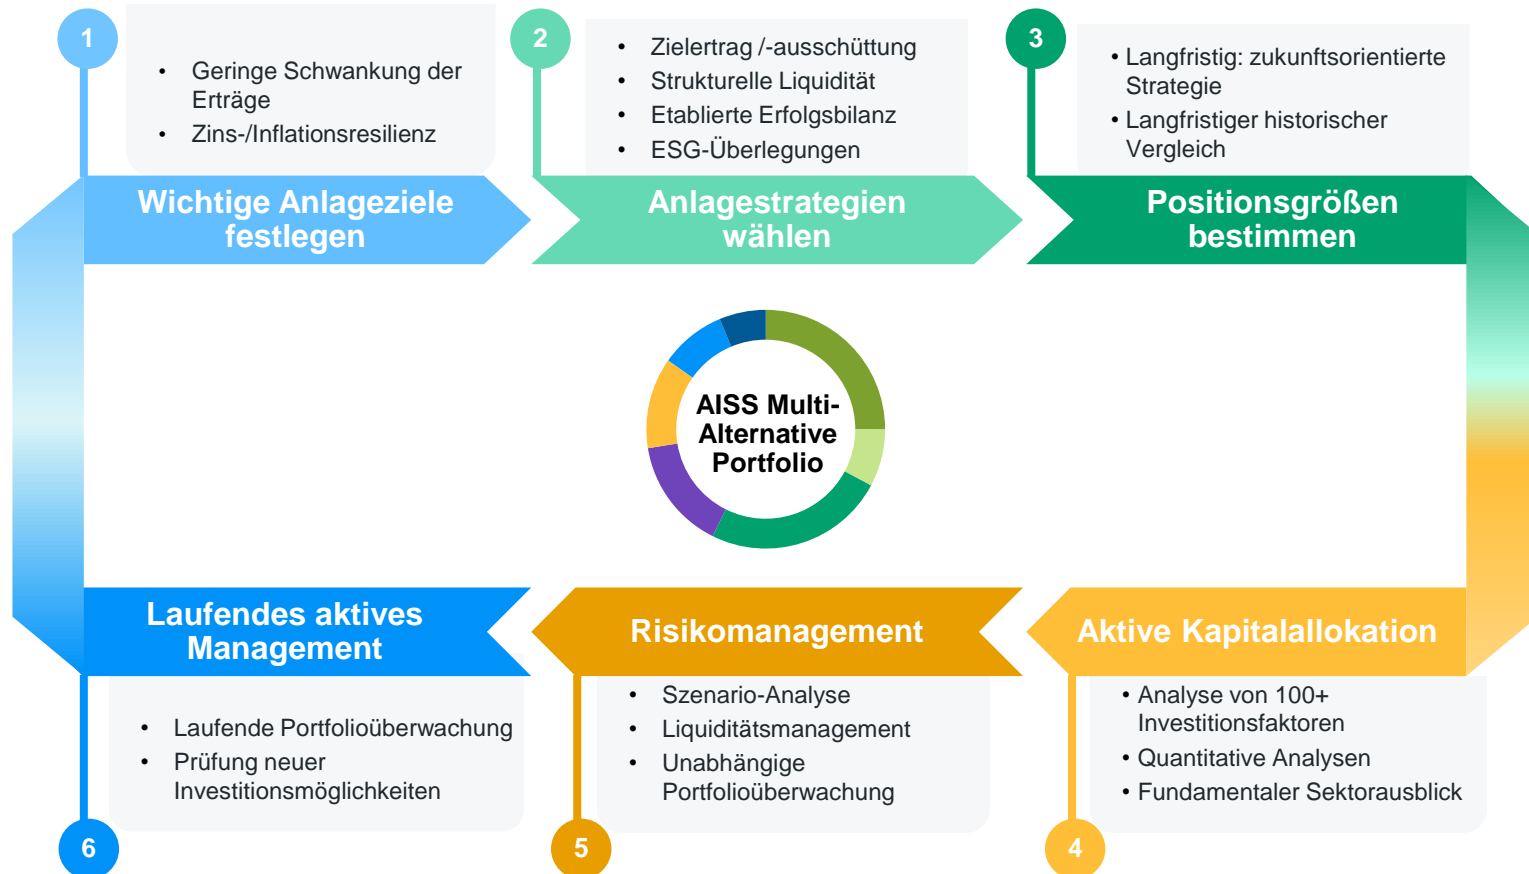 1
• Geringe Schwankung der
Erträge
• Zins-/Inflationsresilienz
Wichtige Anlageziele
festlegen
2
• Zielertrag /-ausschüttung
• Strukturelle Liquidität
• Etablierte Erfolgsbilanz
• ESG-Überlegungen
Anlagestrategien
wählen
3
• Langfristig: zukunftsorientierte
Strategie
• Langfristiger historischer
Vergleich
Positionsgrößen
bestimmen
AISS Multi-
Alternative
Portfolio
Aktive Kapitalallokation
• Analyse von 100+
Investitionsfaktoren
• Quantitative Analysen
• Fundamentaler Sektorausblick
4
Risikomanagement
• Szenario-Analyse
• Liquiditätsmanagement
• Unabhängige
Portfolioüberwachung
5
Laufendes aktives
Management
• Laufende Portfolioüberwachung
• Prüfung neuer
Investitionsmöglichkeiten
6